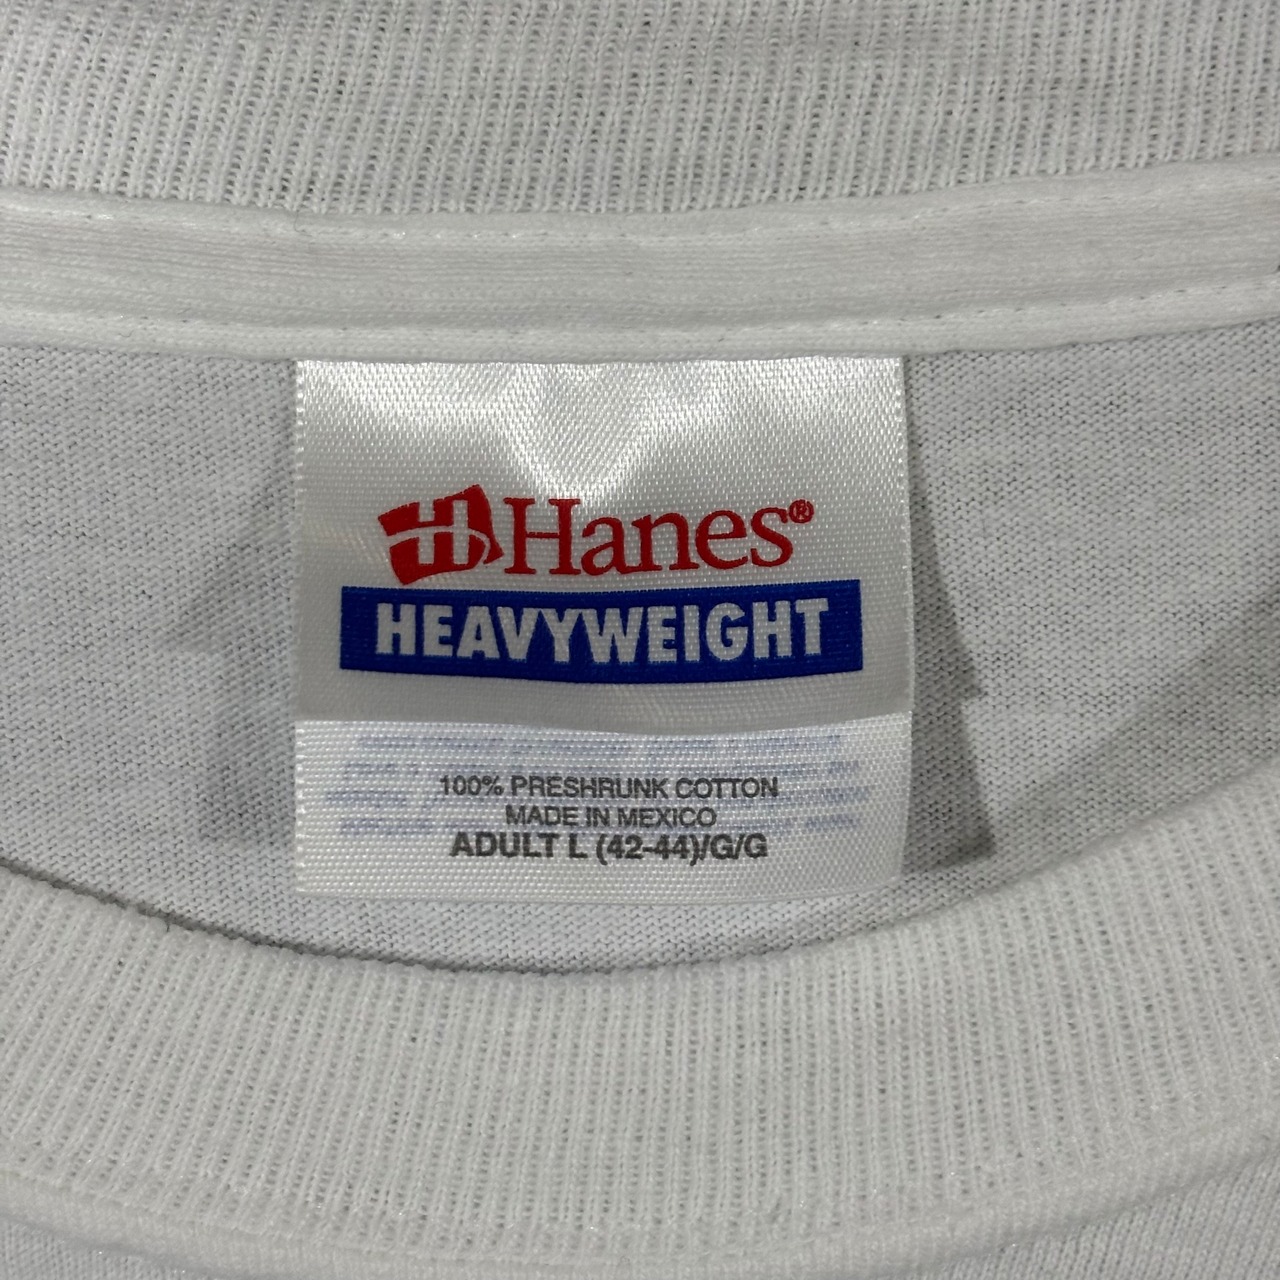 H Hanes®
HEAVYWEIGHT
100% PRESHRUNK COTTON
MADE IN MEXICO
ADULT L (42-44)/G/G